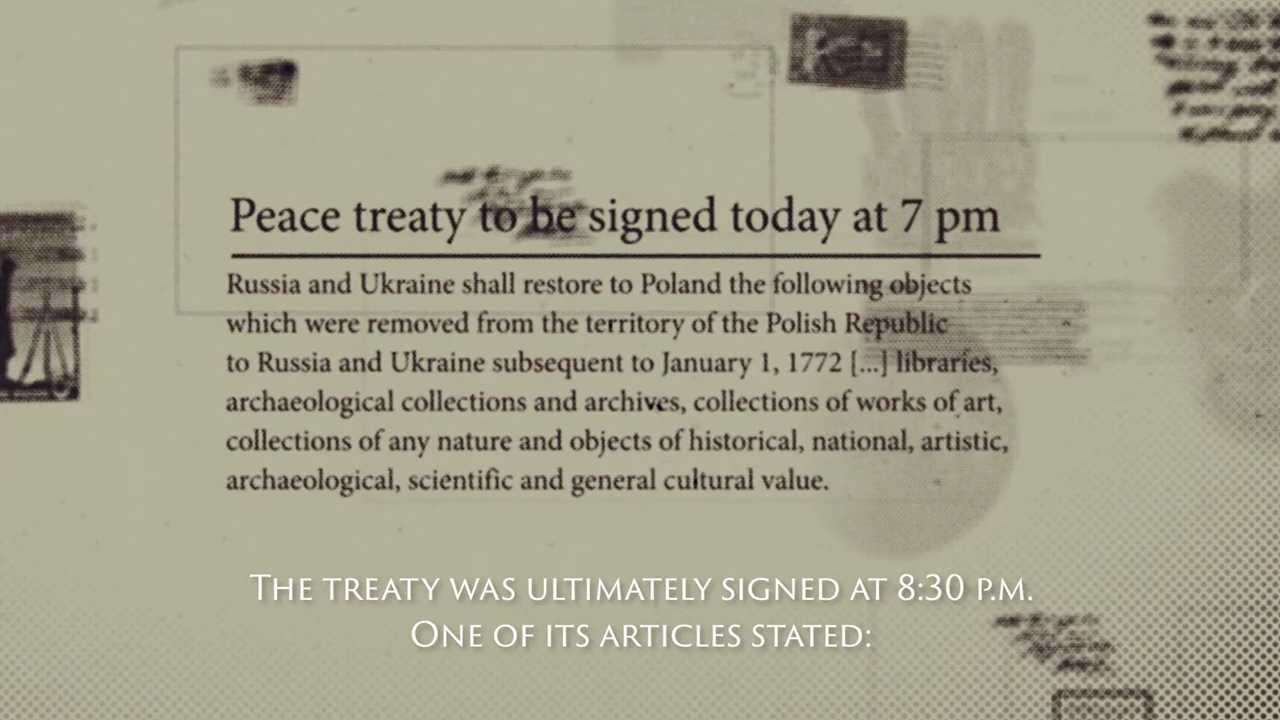 Peace treaty to be signed today at 7 pm
Russia and Ukraine shall restore to Poland the following objects
which were removed from the territory of the Polish Republic
to Russia and Ukraine subsequent to January 1, 1772 [...] libraries,
archaeological collections and archives, collections of works of art,
collections of any nature and objects of historical, national, artistic,
archaeological, scientific and general cultural value.
The treaty was ultimately signed at 8:30 p.m.
One of its articles stated: